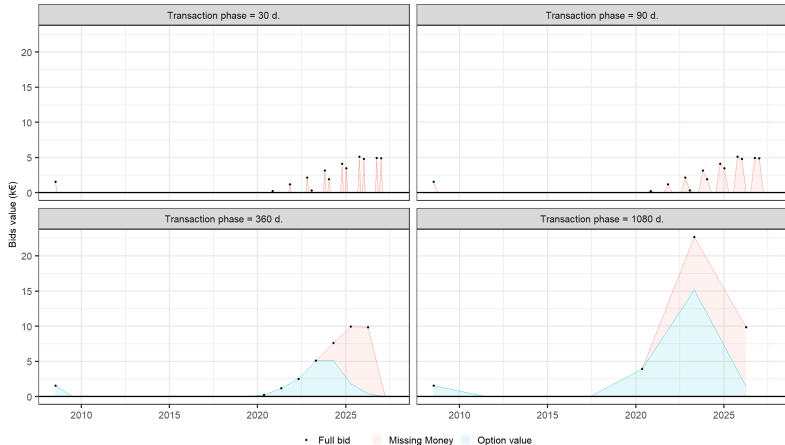 Transaction phase = 30 d.
Transaction phase = 90 d.
20
15
10
5
0
Bids value (k€)
Transaction phase = 360 d.
Transaction phase = 1080 d.
20
15
10
5
0
2010 2015 2020 2025 2010 2015 2020 2025
Full bid Missing Money Option value